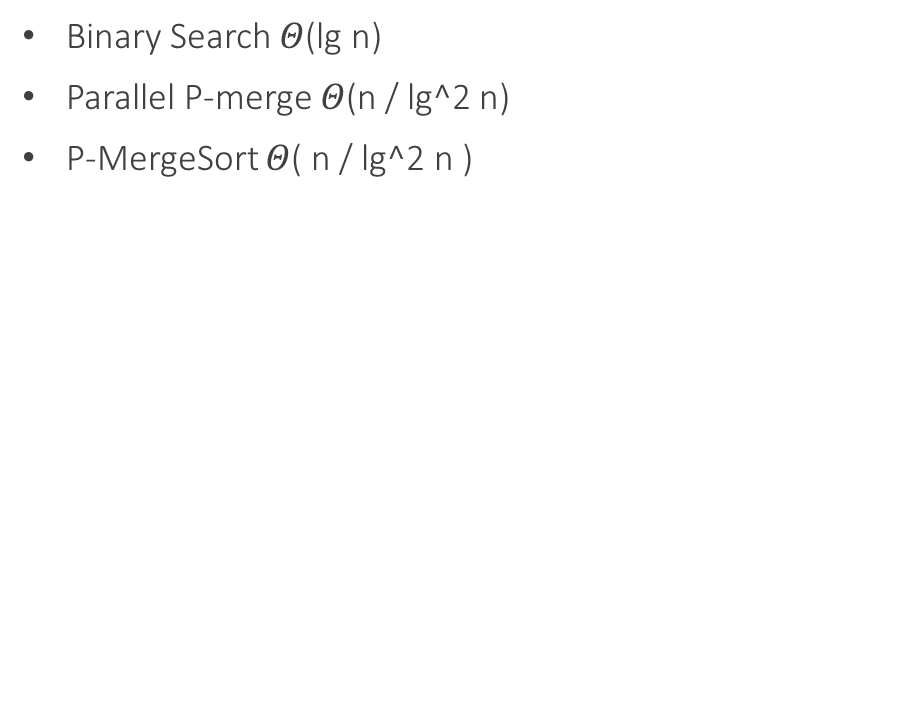 • Binary Search 𝛩(lg n)
• Parallel P-merge 𝛩(n / lg^2 n)
• P-MergeSort 𝛩( n / lg^2 n )